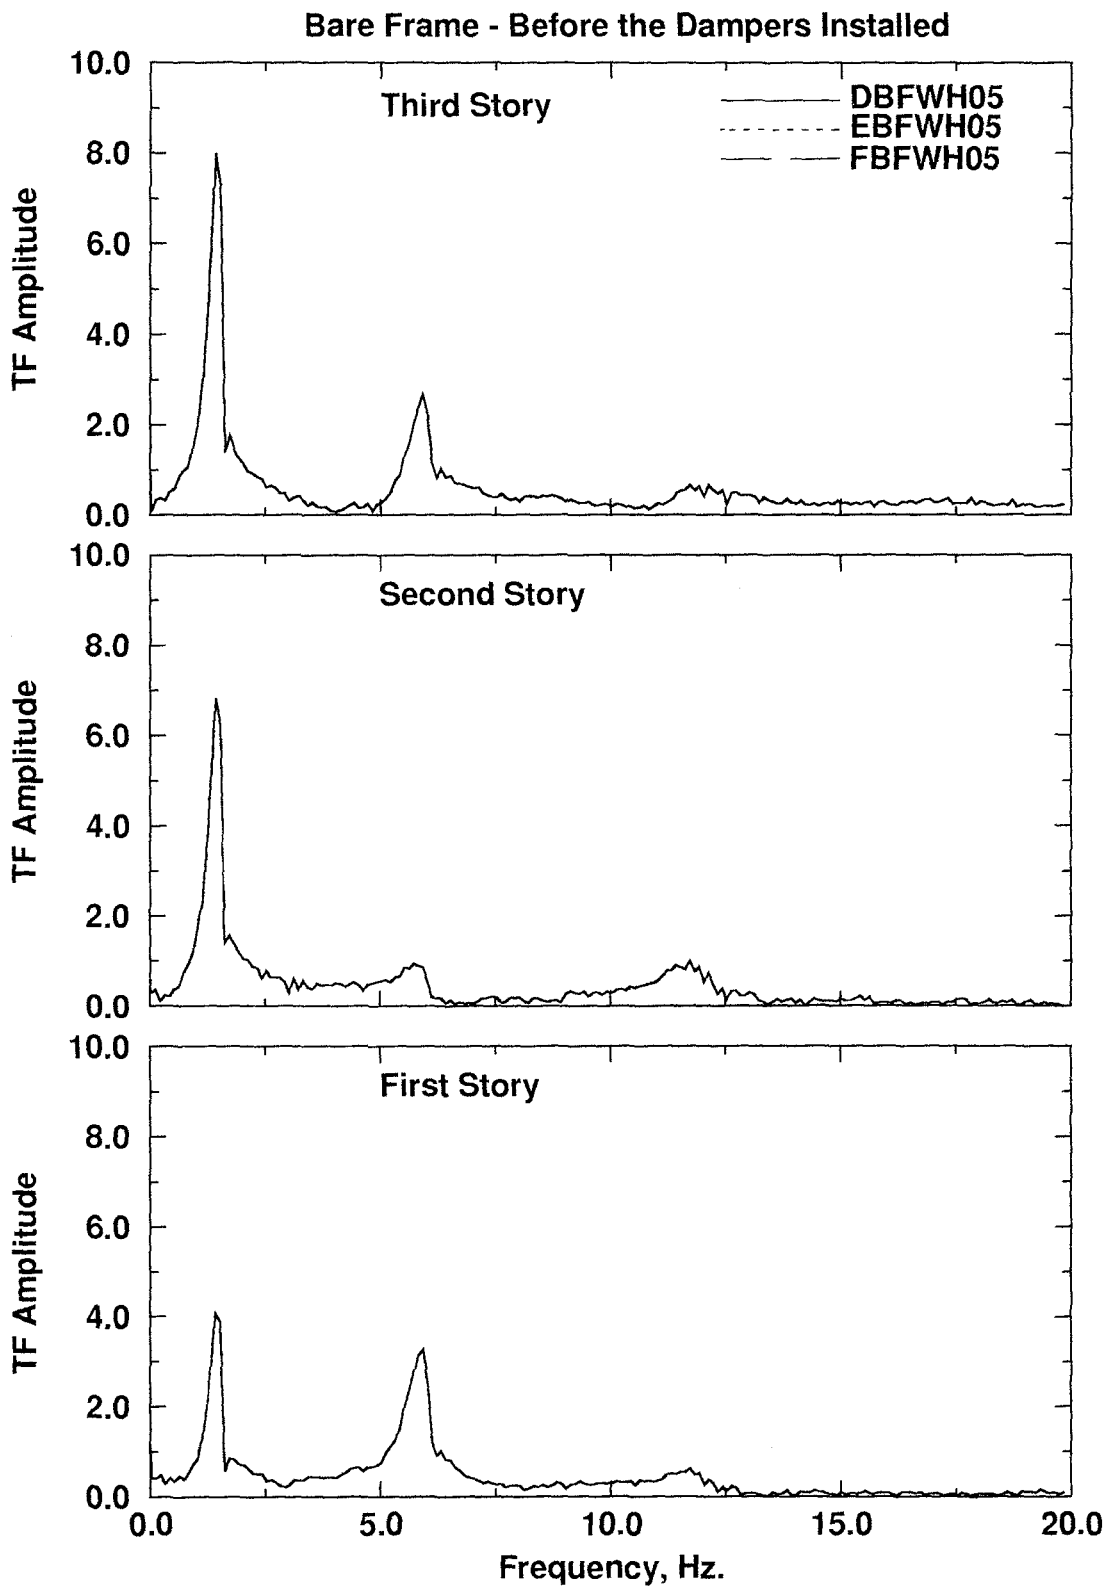 Bare Frame - Before the Dampers Installed
10.0
8.0
6.0
4.0
2.0
0.0
TF Amplitude
Third Story
DBFWH05
EBFWH05
FBFWH05
10.0
8.0
6.0
4.0
2.0
0.0
TF Amplitude
Second Story
10.0
8.0
6.0
4.0
2.0
0.0
TF Amplitude
First Story
0.0 5.0 10.0 15.0 20.0
Frequency, Hz.